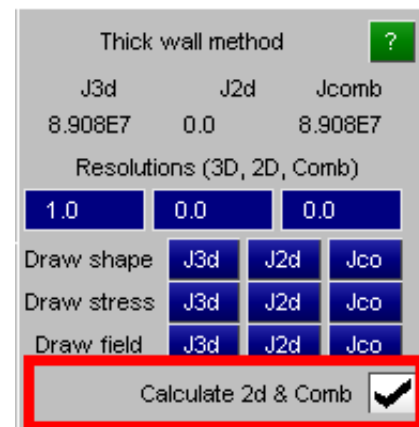 Thick wall method ?
J3d J2d Jcomb
8.908E7 0.0 8.908E7
Resolutions (3D, 2D, Comb)
1.0 0.0 0.0
Draw shape J3d J2d Jco
Draw stress J3d J2d Jco
Draw field J3d J2d Jco
Calculate 2d & Comb